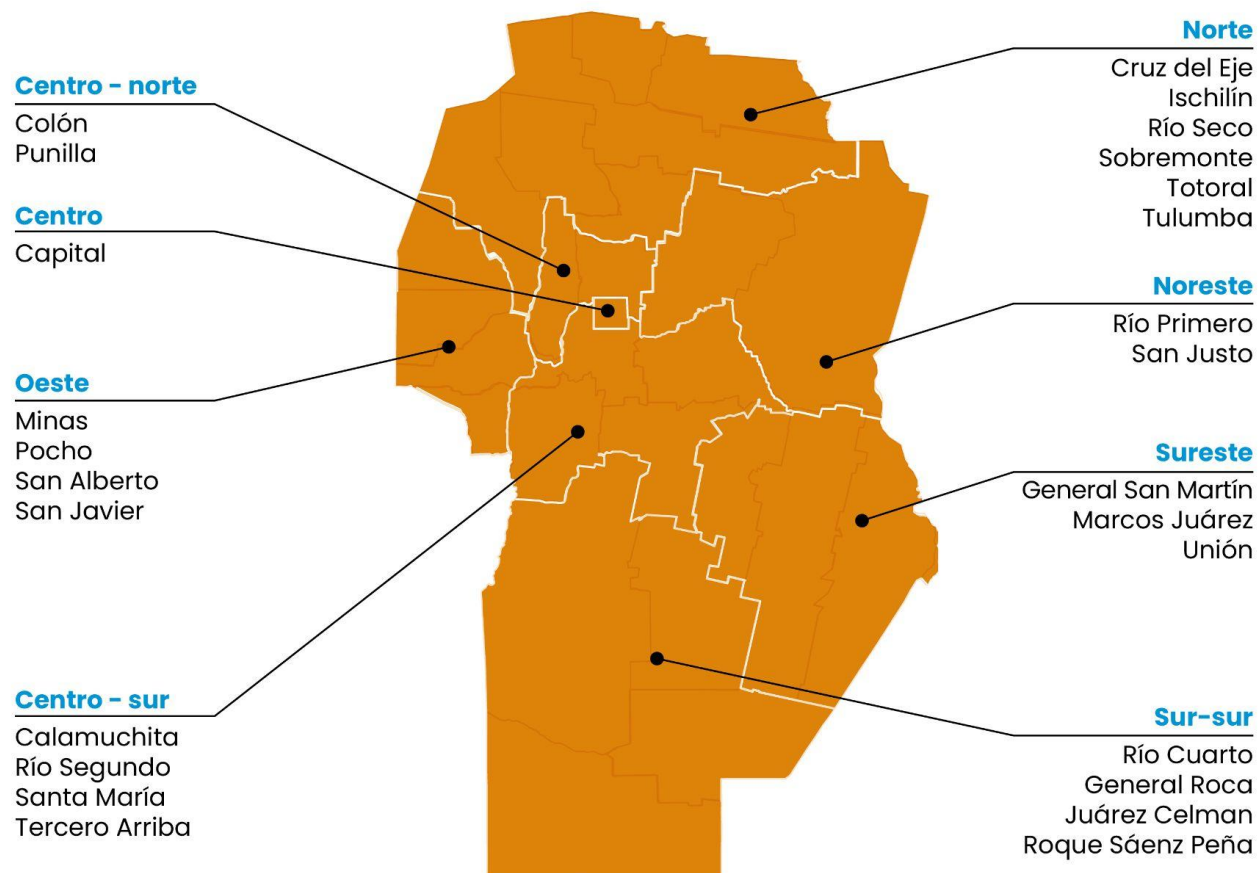 Centro - norte
Colón
Punilla
Centro
Capital
Oeste
Minas
Pocho
San Alberto
San Javier
Centro - sur
Calamuchita
Río Segundo
Santa María
Tercero Arriba
Norte
Cruz del Eje
Ischilín
Río Seco
Sobremonte
Totoral
Tulumba
Noreste
Río Primero
San Justo
Sureste
General San Martín
Marcos Juárez
Unión
Sur-sur
Río Cuarto
General Roca
Juárez Celman
Roque Sáenz Peña